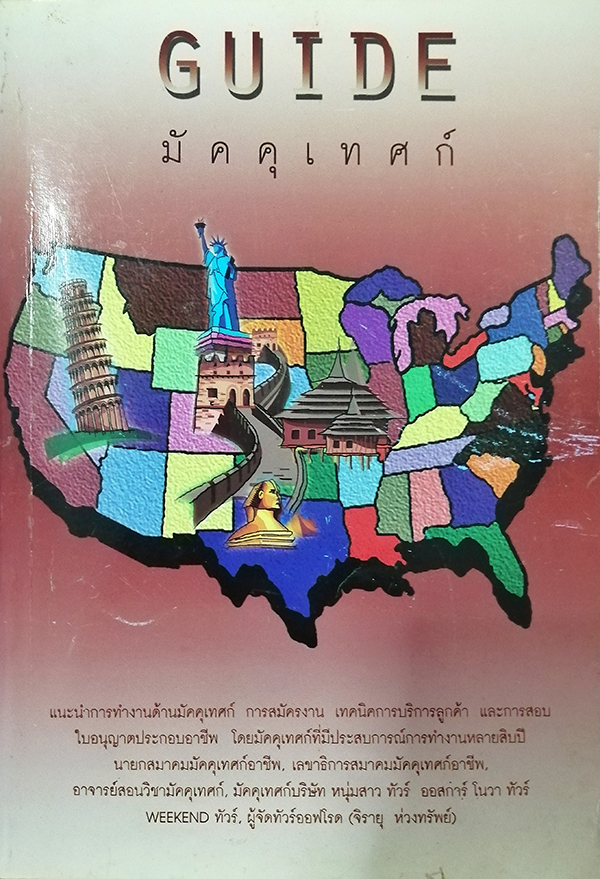 GUIDE
มัคคุเทศก์
แนะนำการทำงานด้านมัคคุเทศก์ การสมัครงาน เทคนิคการบริการลูกค้า และการสอบ
ใบอนุญาตประกอบอาชีพ โดยมัคคุเทศก์ที่มีประสบการณ์การทำงานหลายสิบปี
นายกสมาคมมัคคุเทศก์อาชีพ, เลขาธิการสมาคมมัคคุเทศก์อาชีพ,
อาจารย์สอนวิชามัคคุเทศก์, มัคคุเทศก์บริษัท หนุ่มสาว ทัวร์ ออสการ์ โนวา ทัวร์
WEEKEND ทัวร์, ผู้จัดทัวร์ออฟโรด (จิรายุ ห่วงทรัพย์)